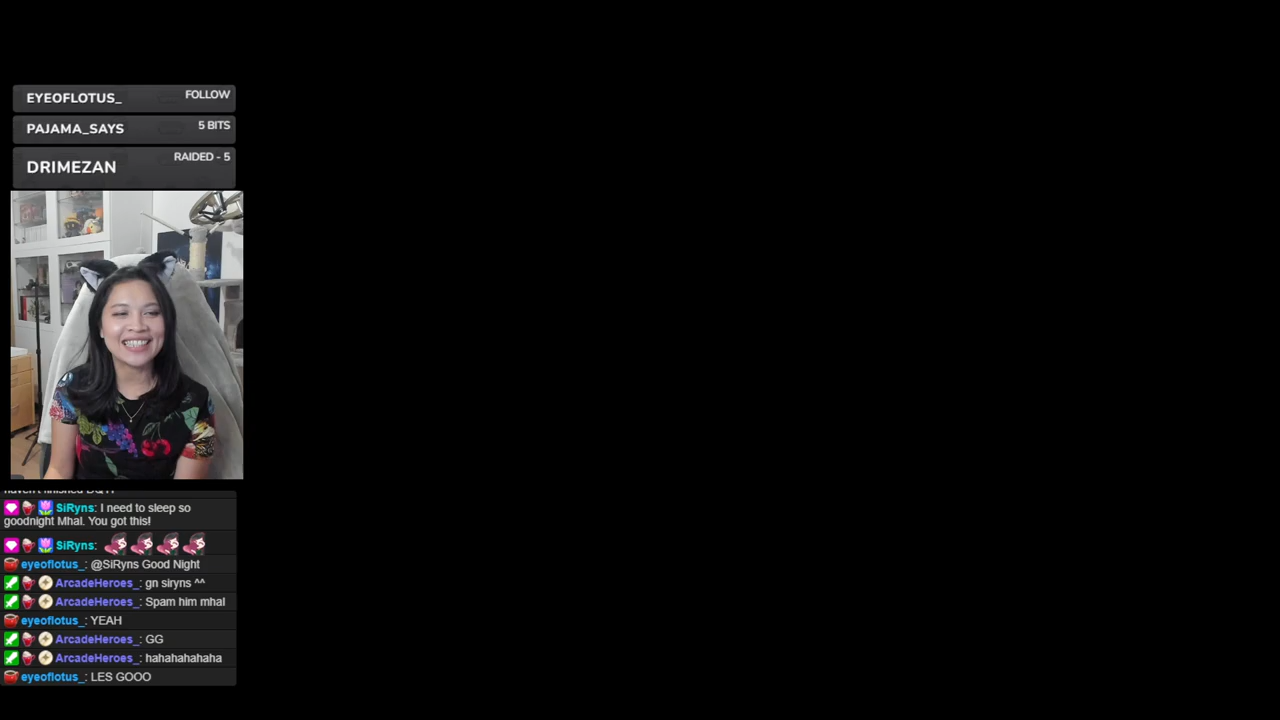 EYEOFLOTUS_ FOLLOW
PAJAMA_SAYS 5 BITS
DRIMEZAN RAIDED - 5
haven't finished
SiRyns: I need to sleep so
goodnight Mhal. You got this!
SiRyns:
eyeoflotus_: @SiRyns Good Night
ArcadeHeroes_: gn siryns ^^
ArcadeHeroes_: Spam him mhal
eyeoflotus_: YEAH
ArcadeHeroes_: GG
ArcadeHeroes_: hahahahahaha
eyeoflotus_: LES GOOO